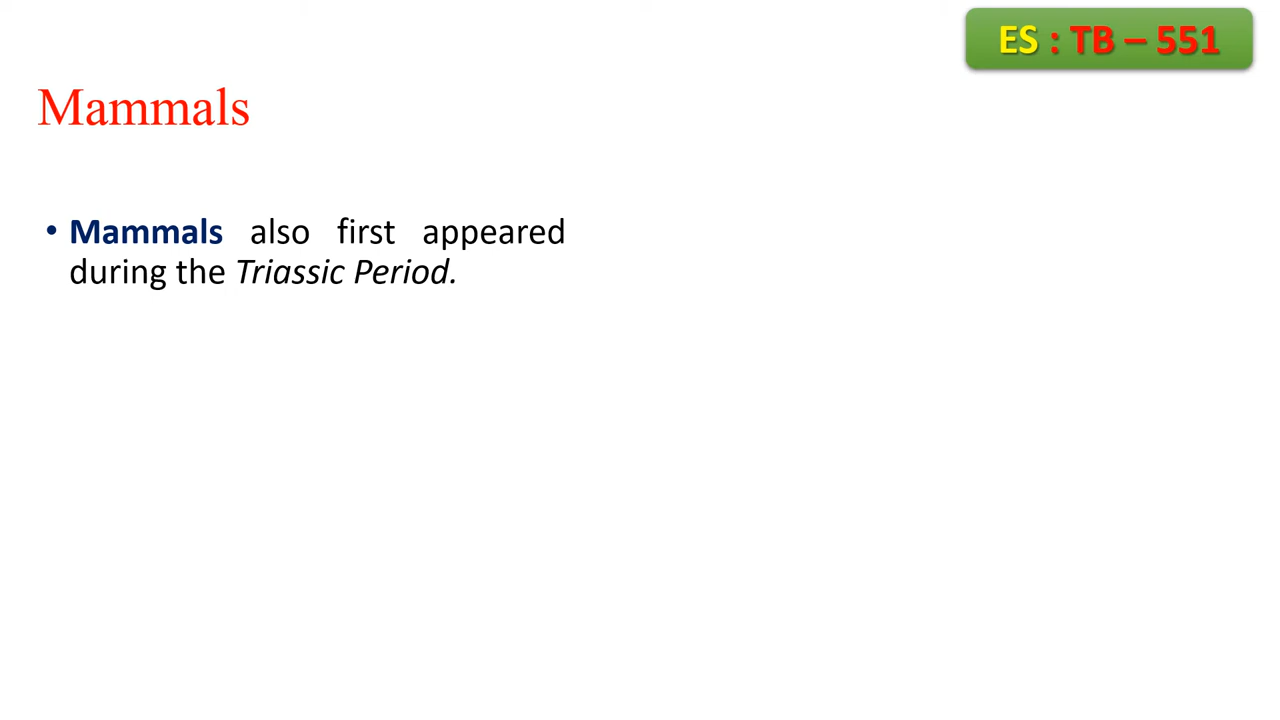 ES : TB – 551
Mammals
• Mammals also first appeared
during the Triassic Period.